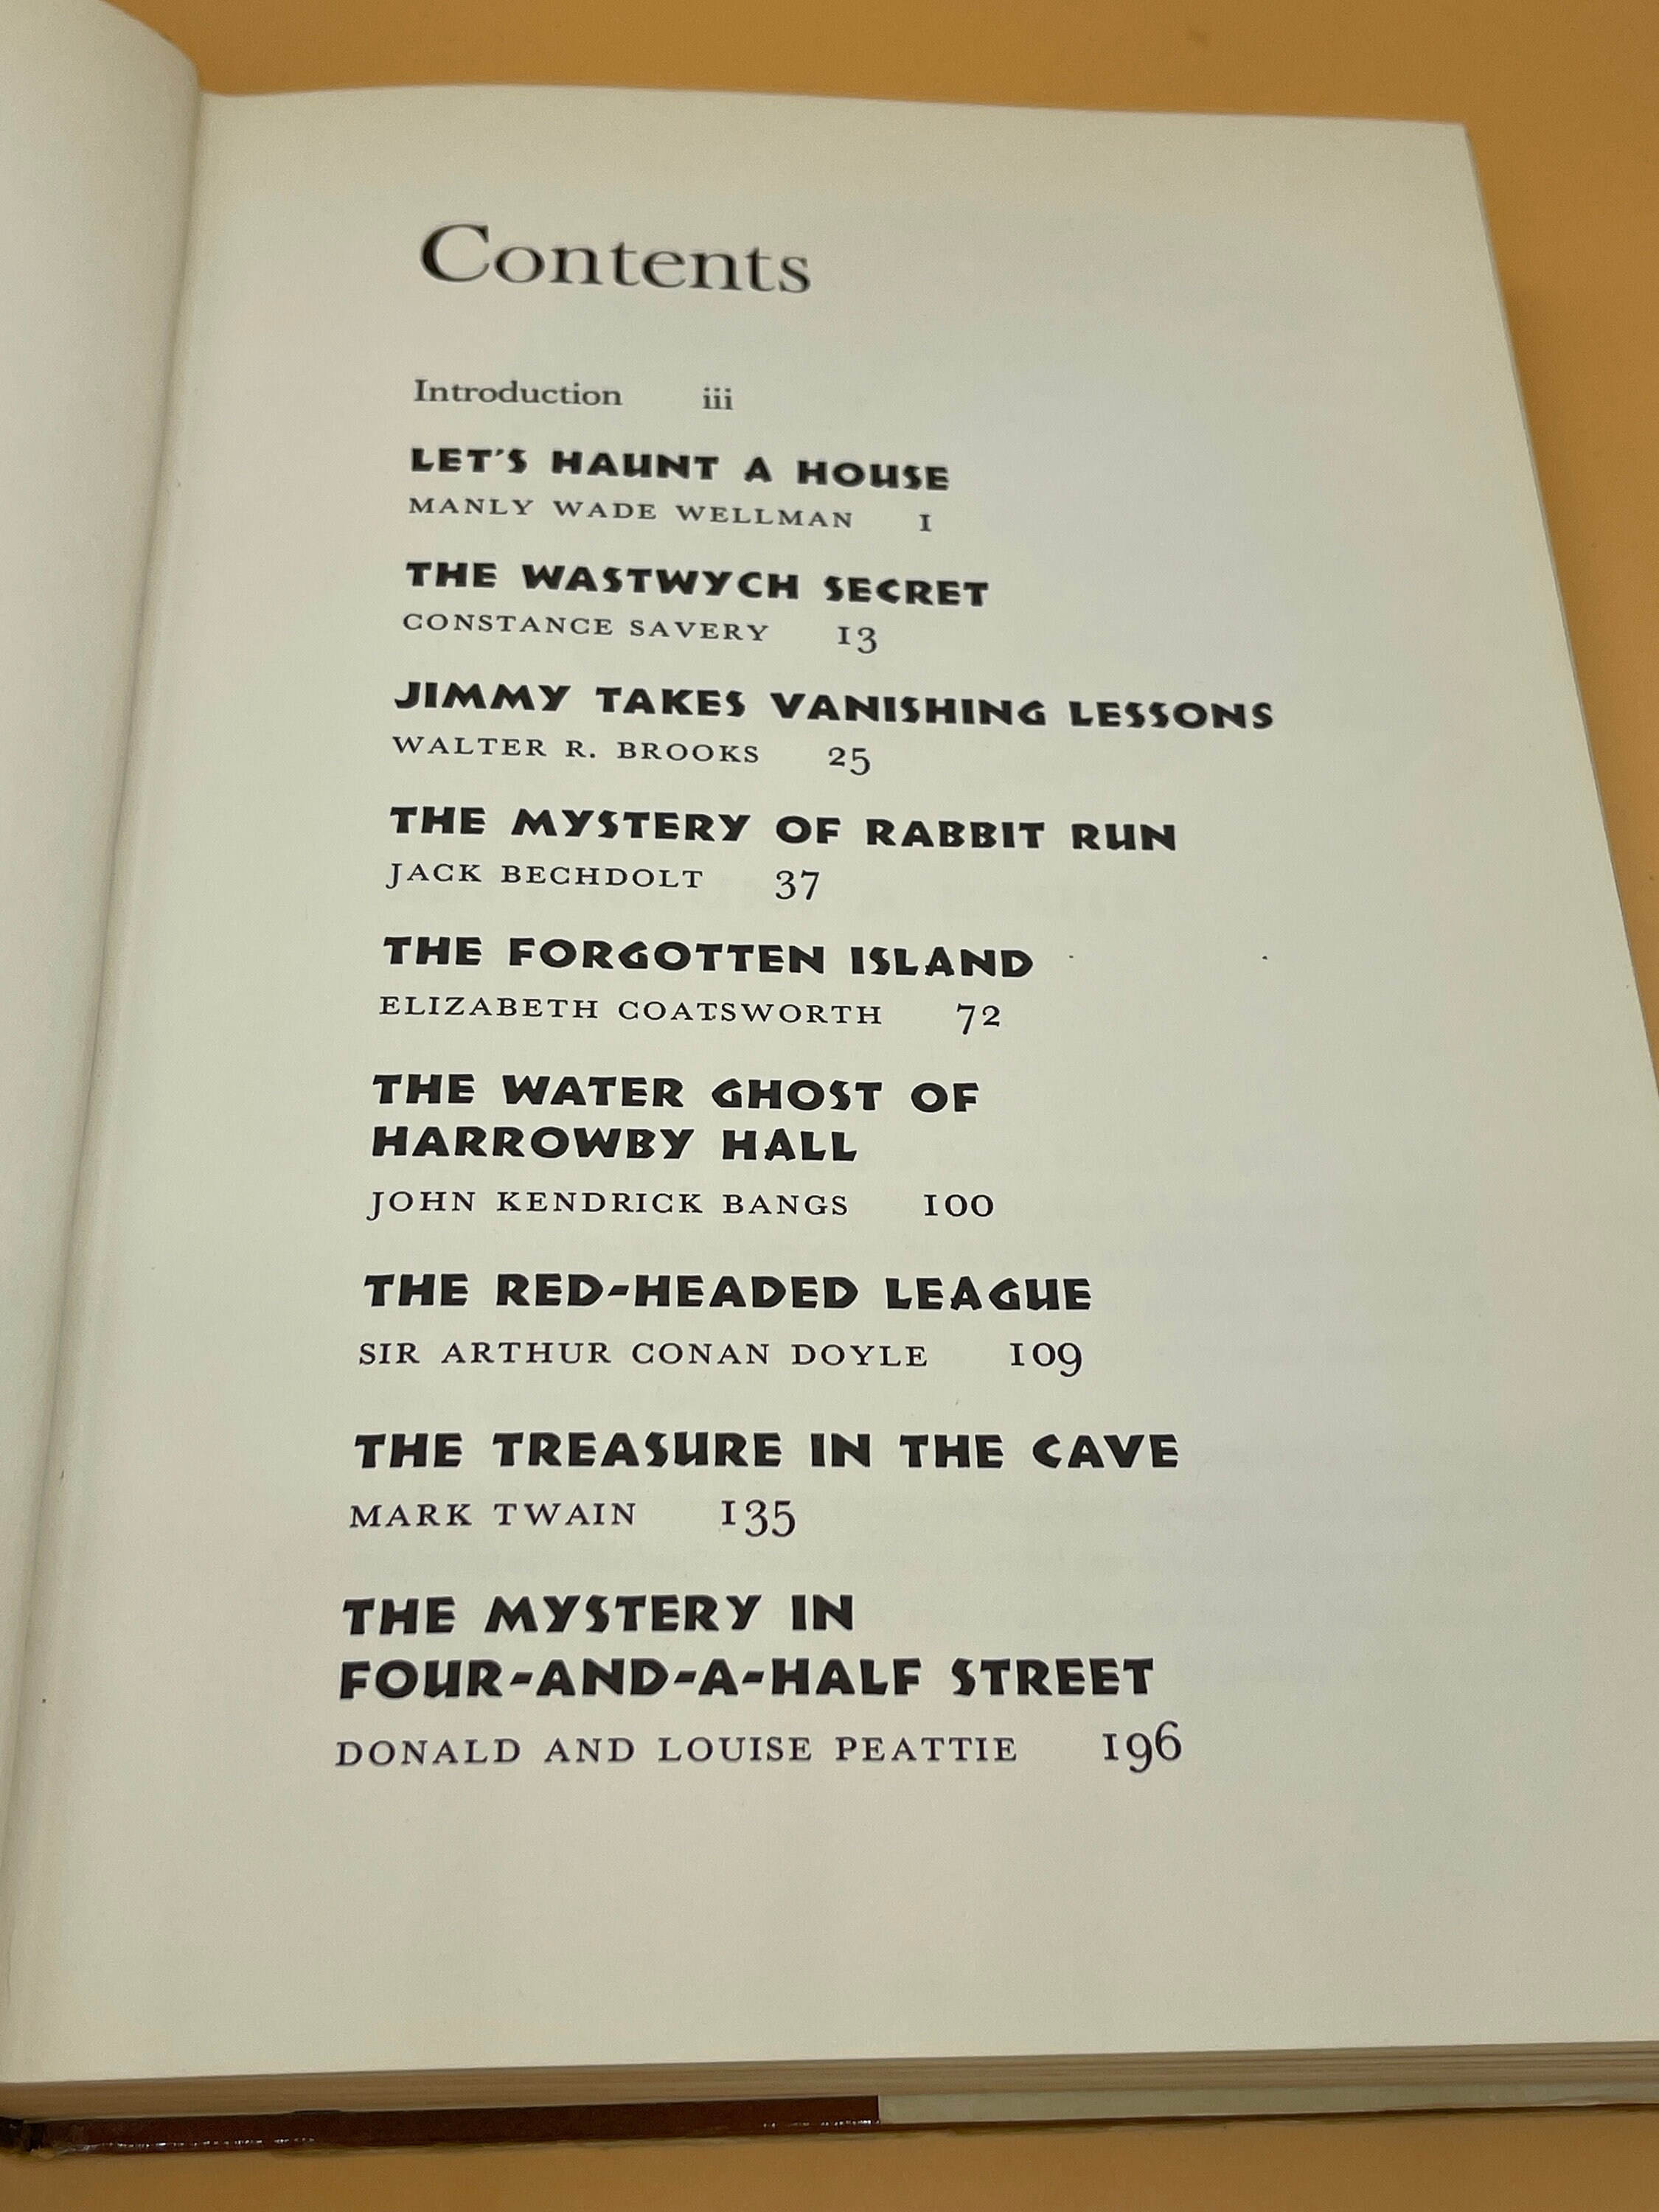 Contents
Introduction iii
LET'S HAUNT A HOUSE
MANLY WADE WELLMAN 1
THE WASTWYCH SECRET
CONSTANCE SAVERY 13
JIMMY TAKES VANISHING LESSONS
WALTER R. BROOKS 25
THE MYSTERY OF RABBIT RUN
JACK BECHDOLT 37
THE FORGOTTEN ISLAND
ELIZABETH COATSWORTH 72
THE WATER GHOST OF
HARROWBY HALL
JOHN KENDRICK BANGS 100
THE RED-HEADED LEAGUE
SIR ARTHUR CONAN DOYLE 109
THE TREASURE IN THE CAVE
MARK TWAIN 135
THE MYSTERY IN
FOUR-AND-A-HALF STREET
DONALD AND LOUISE PEATTIE 196